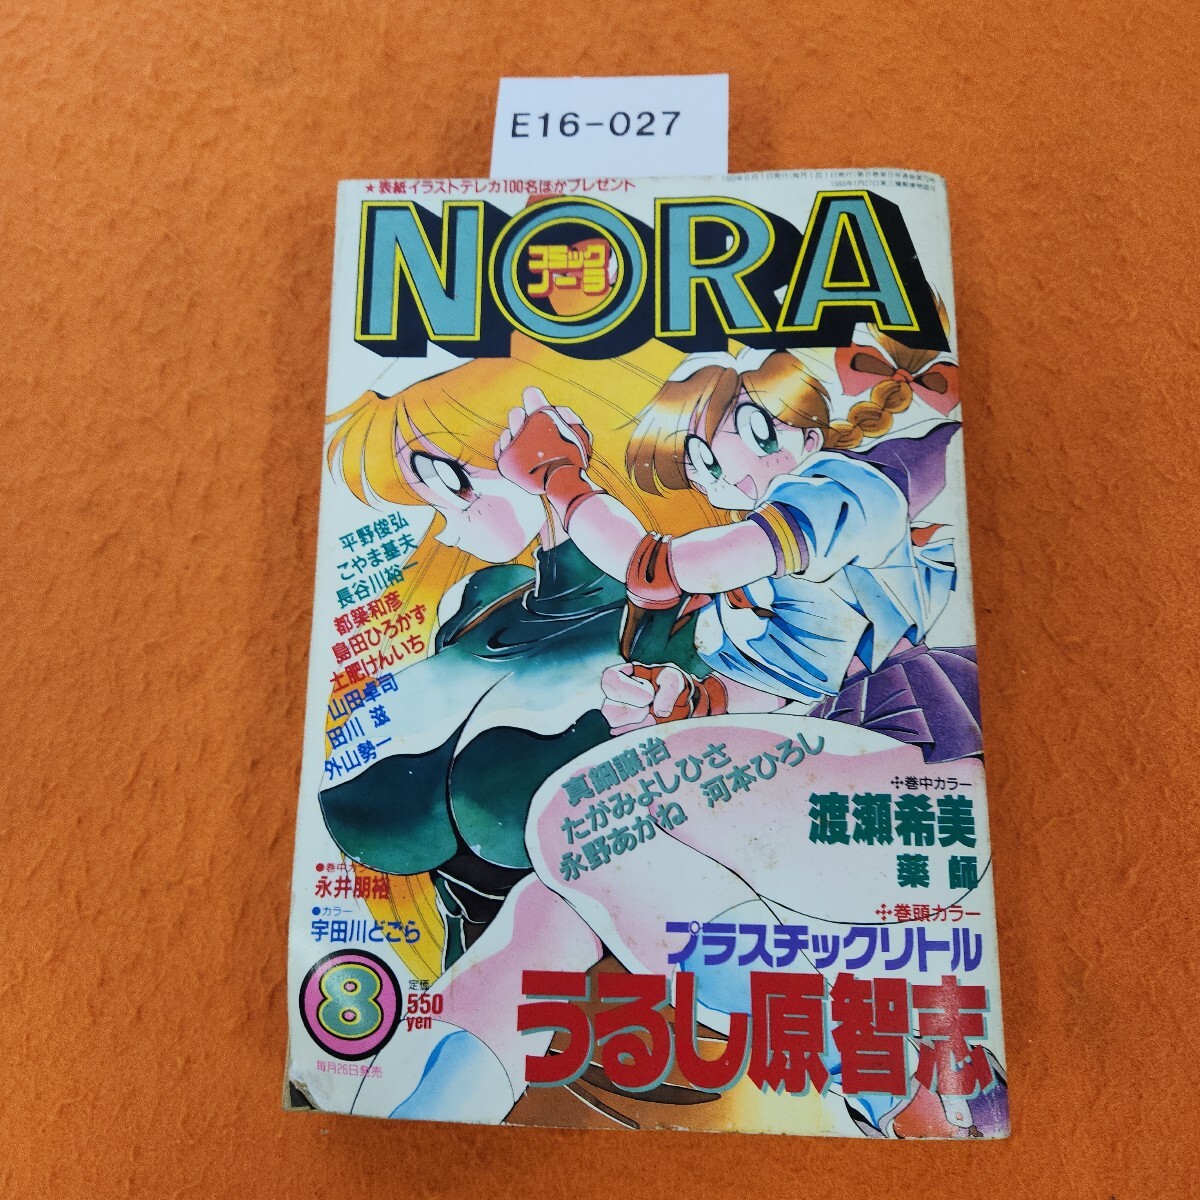 E16-027
★表紙イラストテレカ100名ほかプレゼント
NORA
コミック
ノーラ
平野俊弘
こやま基夫
長谷川裕一
都築和彦
島田ひろかず
土肥けんいち
山田卓司
田川 滋
外山勢一
真鍋譲治
たがみよしひさ
永野あかね 河本ひろし
✣巻中カラー
渡瀬希美
薬師
●巻中カラー
永井朋裕
●カラー
宇田川どごら
✣巻頭カラー
プラスチックリトル
うるし原智志
8
定価
550
yen
毎月26日発売